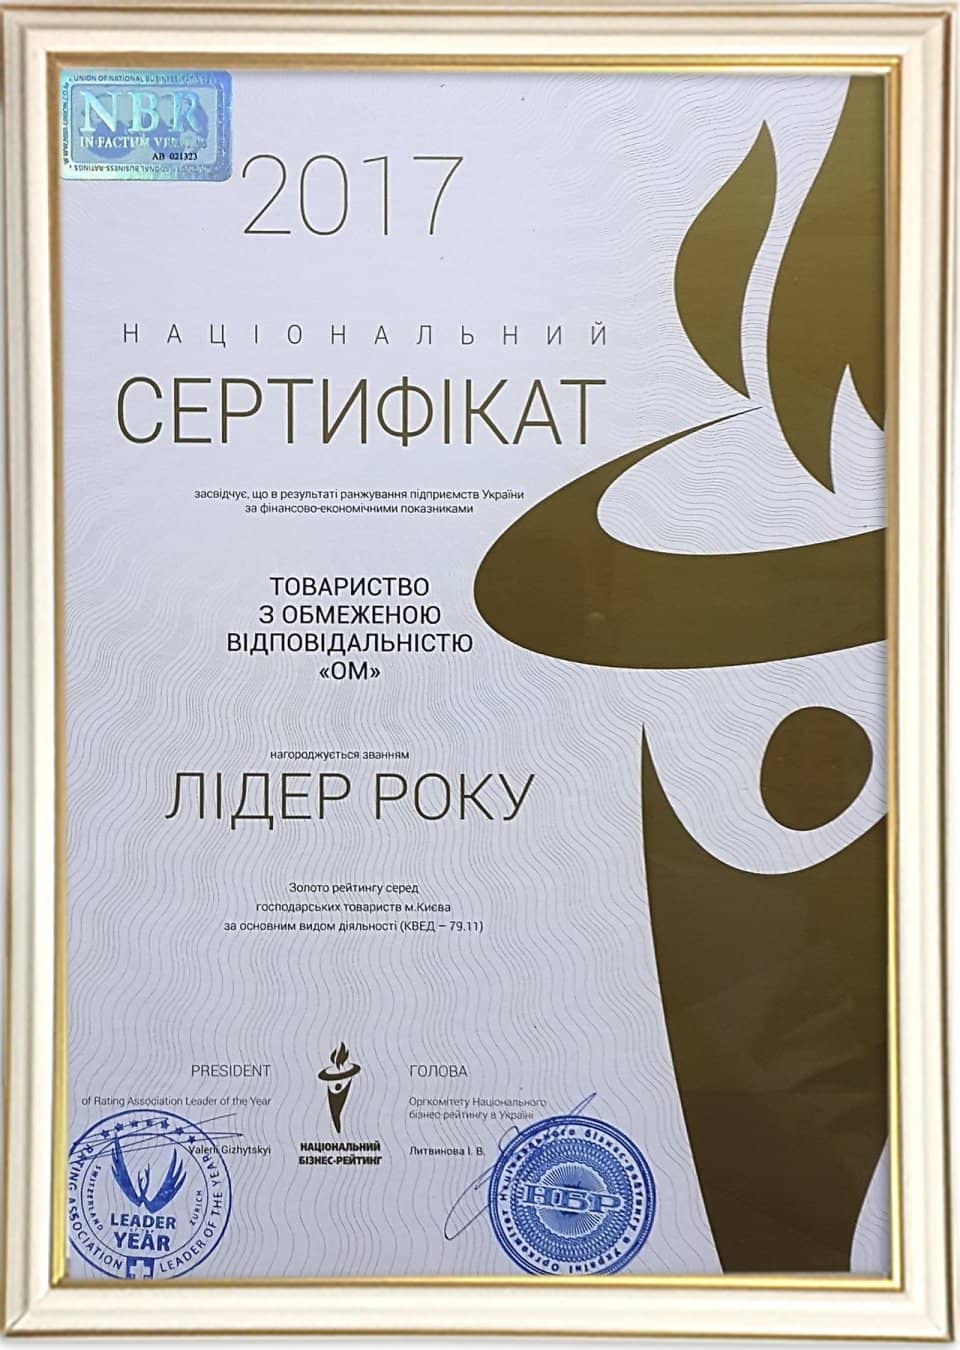 UNION OF NATIONAL BUSINESS
NBR
IN FACTUM
AB 021323
NATIONAL BUSINESS-RATINGS
2017
НАЦІОНАЛЬНИЙ
СЕРТИФІКАТ
засвідчує, що в результаті ранжування підприємств України
за фінансово-економічними показниками
ТОВАРИСТВО
З ОБМЕЖЕНОЮ
ВІДПОВІДАЛЬНІСТЮ
«ОМ»
нагороджується званням
ЛІДЕР РОКУ
Золото рейтингу серед
господарських товариств м.Києва
за основним видом діяльності (КВЕД – 79.11)
PRESIDENT
of Rating Association Leader of the Year
Valerii Gizhytskyi
НАЦІОНАЛЬНИЙ
БІЗНЕС-РЕЙТИНГ
ГОЛОВА
Оргкомітету Національного
бізнес-рейтингу в Україні
Литвинова І. В.
RATING ASSOCIATION LEADER OF THE YEAR
SWITZERLAND
ZURICH
LEADER
OF THE
YEAR
Оргкомітет Національного бізнес-рейтингу в Україні
НБР